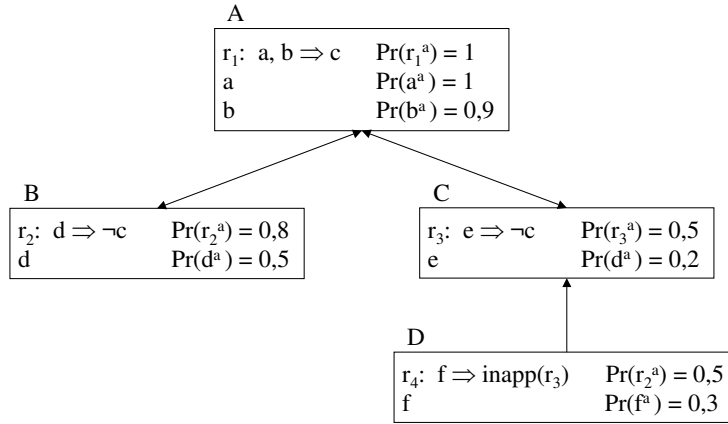 A
r₁: a, b ⇒ c Pr(r₁ᵃ) = 1
a Pr(aᵃ) = 1
b Pr(bᵃ) = 0,9
B
r₂: d ⇒ ¬c Pr(r₂ᵃ) = 0,8
d Pr(dᵃ) = 0,5
C
r₃: e ⇒ ¬c Pr(r₃ᵃ) = 0,5
e Pr(dᵃ) = 0,2
D
r₄: f ⇒ inapp(r₃) Pr(r₂ᵃ) = 0,5
f Pr(fᵃ) = 0,3